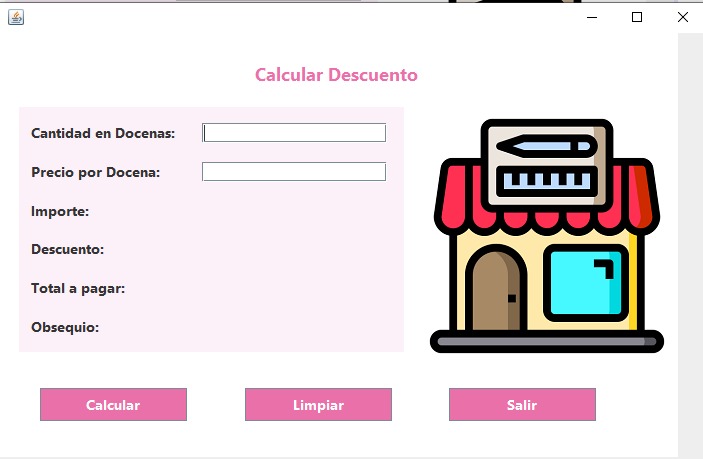 Calcular Descuento
Cantidad en Docenas:
Precio por Docena:
Importe:
Descuento:
Total a pagar:
Obsequio:
Calcular
Limpiar
Salir